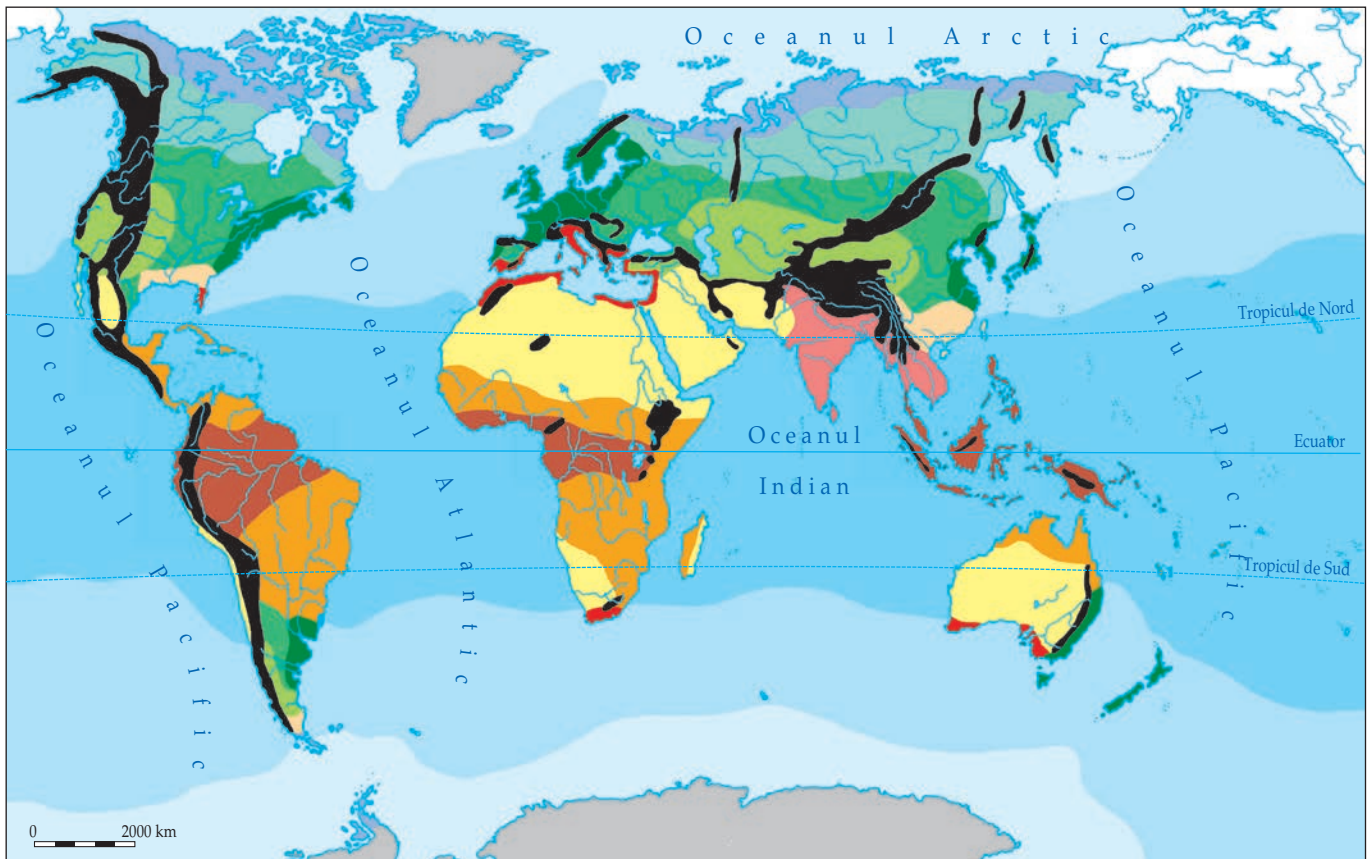 Oceanul Arctic
Oceanul Pacific
Oceanul Atlantic
Oceanul Pacific
Tropicul de Nord
Oceanul
Indian
Ecuator
Tropicul de Sud
0 2000 km